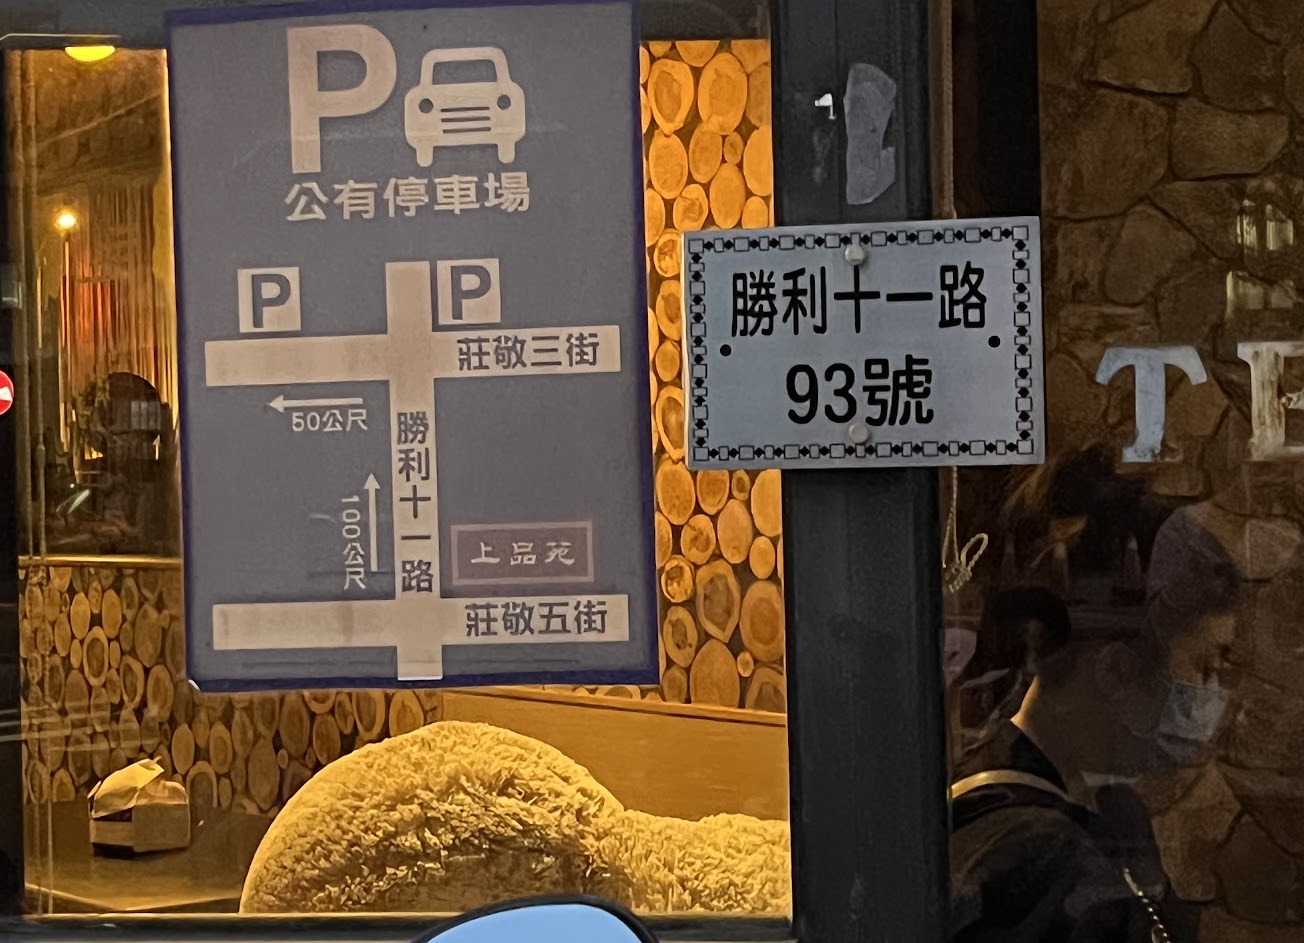 P
公有停車場
P
P
莊敬三街
50公尺
勝利十一路
100公尺
上品苑
莊敬五街
勝利十一路
93號
TE